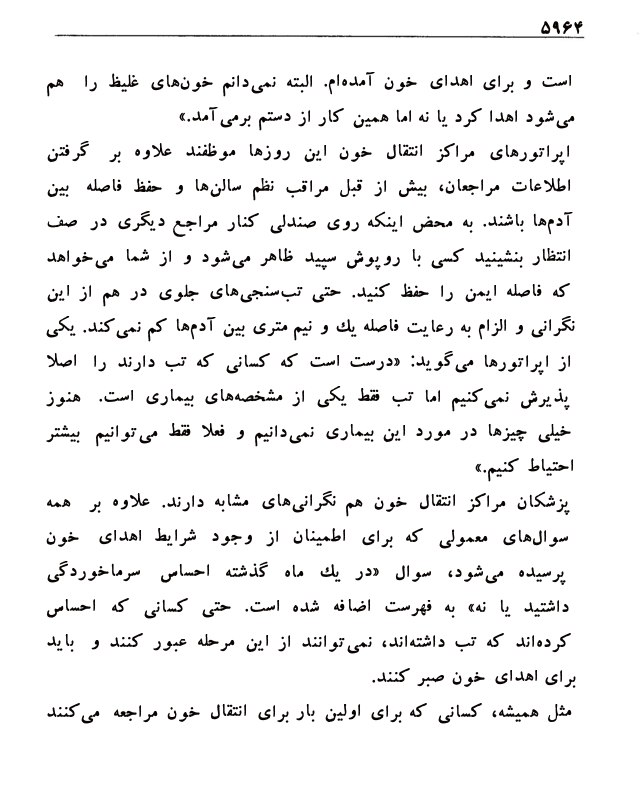 ۵۹۶۴
است و برای اهدای خون آمده‌ام. البته نمی‌دانم خون‌های غلیظ را هم
می‌شود اهدا کرد یا نه اما همین کار از دستم برمی‌آمد.»
اپراتورهای مراکز انتقال خون این روزها موظفند علاوه بر گرفتن
اطلاعات مراجعان، بیش از قبل مراقب نظم سالن‌ها و حفظ فاصله بین
آدم‌ها باشند. به محض اینکه روی صندلی کنار مراجع دیگری در صف
انتظار بنشینید کسی با روپوش سپید ظاهر می‌شود و از شما می‌خواهد
که فاصله ایمن را حفظ کنید. حتی تب‌سنجی‌های جلوی در هم از این
نگرانی و الزام به رعایت فاصله یك و نیم متری بین آدم‌ها کم نمی‌کند. یکی
از اپراتورها می‌گوید: «درست است که کسانی که تب دارند را اصلا
پذیرش نمی‌کنیم اما تب فقط یکی از مشخصه‌های بیماری است. هنوز
خیلی چیزها در مورد این بیماری نمی‌دانیم و فعلا فقط می‌توانیم بیشتر
احتیاط کنیم.»
پزشکان مراکز انتقال خون هم نگرانی‌های مشابه دارند. علاوه بر همه
سوال‌های معمولی که برای اطمینان از وجود شرایط اهدای خون
پرسیده می‌شود، سوال «در یك ماه گذشته احساس سرماخوردگی
داشتید یا نه» به فهرست اضافه شده است. حتی کسانی که احساس
کرده‌اند که تب داشته‌اند، نمی‌توانند از این مرحله عبور کنند و باید
برای اهدای خون صبر کنند.
مثل همیشه، کسانی که برای اولین بار برای انتقال خون مراجعه می‌کنند